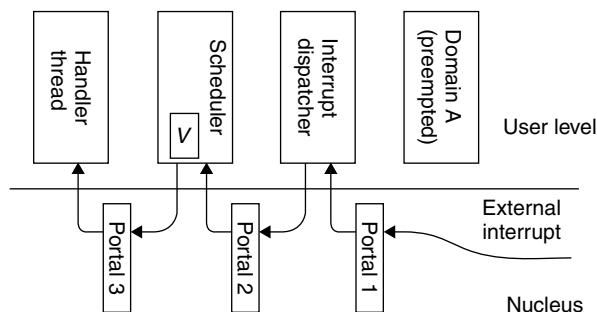 Handler
thread
Scheduler
V
Interrupt
dispatcher
Domain A
(preempted)
User level
External
interrupt
Portal 3
Portal 2
Portal 1
Nucleus